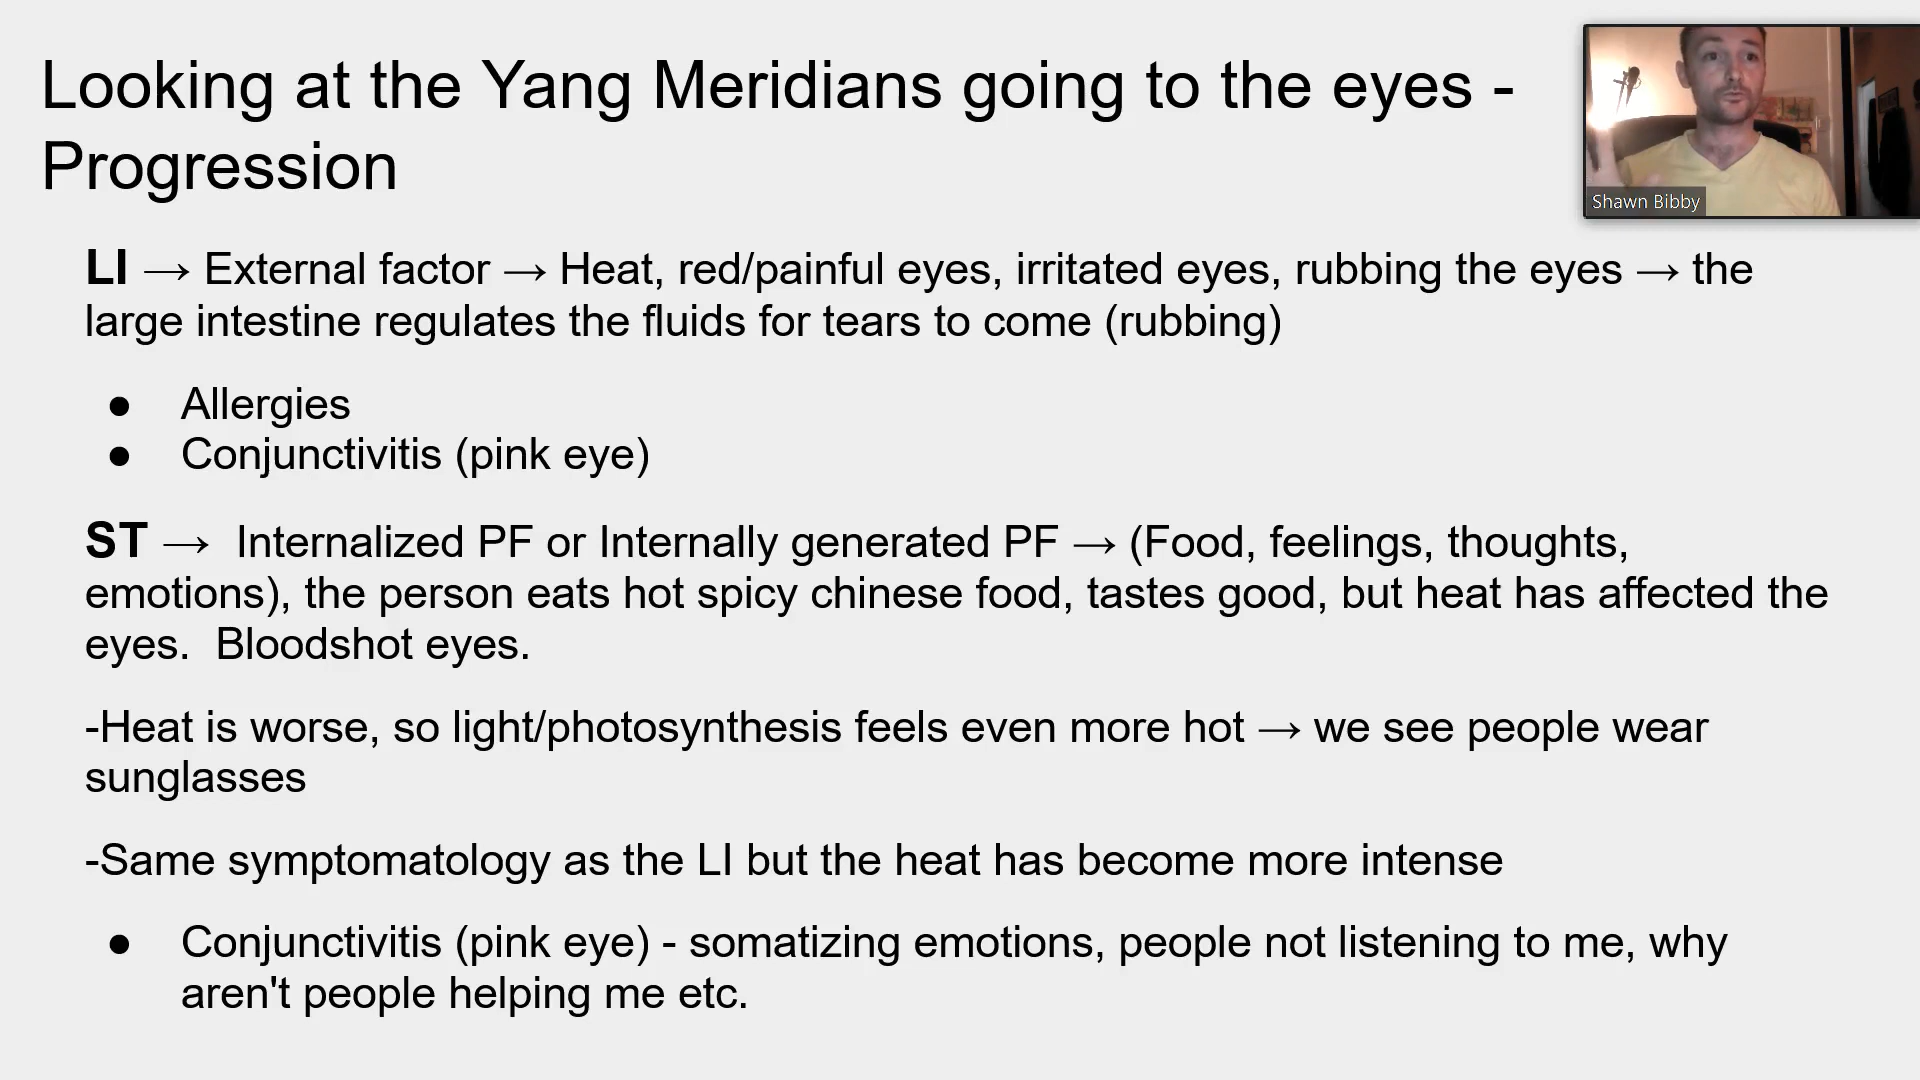 Looking at the Yang Meridians going to the eyes -
Progression
Shawn Bibby
LI → External factor → Heat, red/painful eyes, irritated eyes, rubbing the eyes → the
large intestine regulates the fluids for tears to come (rubbing)
● Allergies
● Conjunctivitis (pink eye)
ST → Internalized PF or Internally generated PF → (Food, feelings, thoughts,
emotions), the person eats hot spicy chinese food, tastes good, but heat has affected the
eyes. Bloodshot eyes.
-Heat is worse, so light/photosynthesis feels even more hot → we see people wear
sunglasses
-Same symptomatology as the LI but the heat has become more intense
● Conjunctivitis (pink eye) - somatizing emotions, people not listening to me, why
aren't people helping me etc.